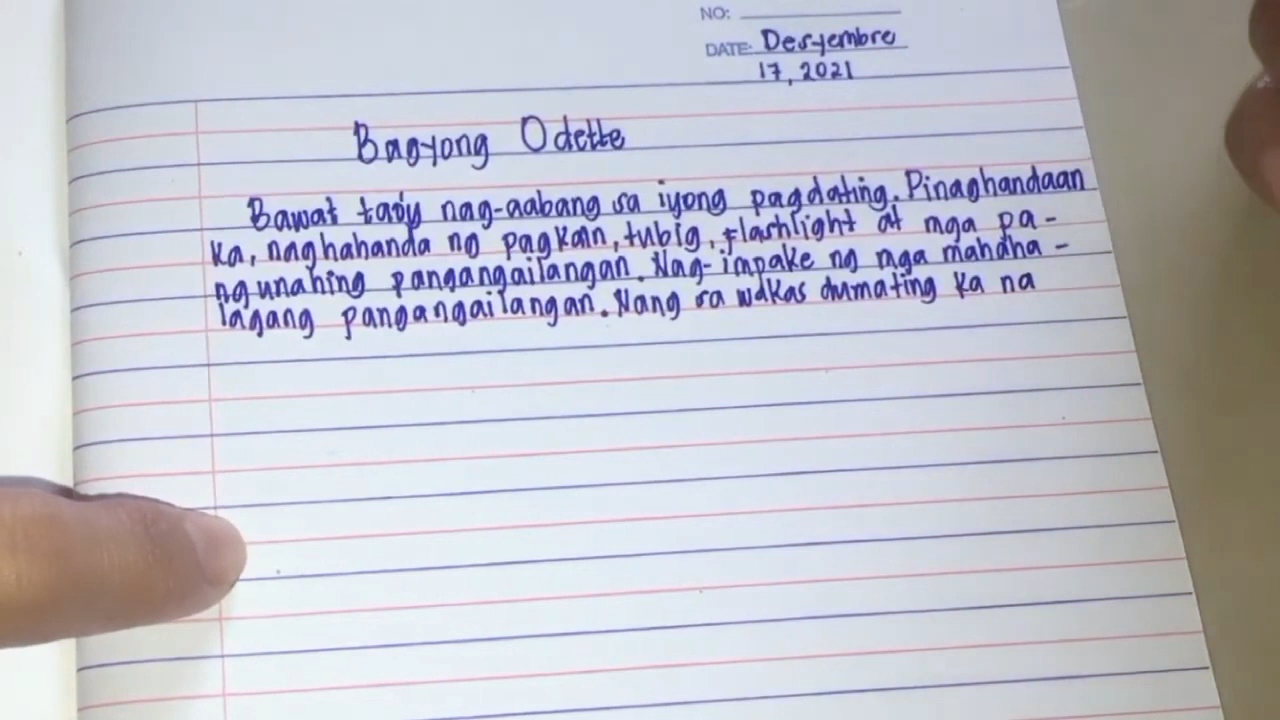 NO:
DATE: Desyembre
17, 2021
Bagyong Odette
Bawat taoy nag-aabang sa iyong pagdating. Pinaghandaan
ka, naghahanda ng pagkain, tubig, flashlight at mga pa-
ngunahing pangangailangan. Nag-impake ng mga mahaha-
lagang pangangailangan. Nang sa wakas dumating ka na